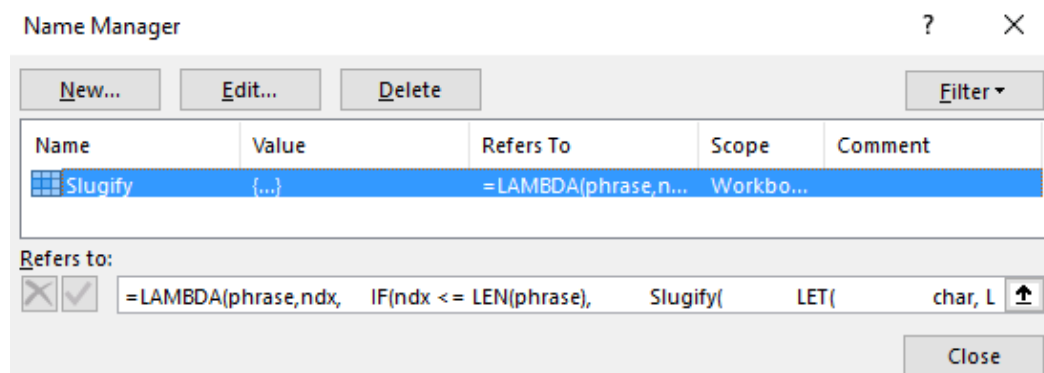 Name Manager ?
New... Edit... Delete Filter
Name Value Refers To Scope Comment
Slugify {...} =LAMBDA(phrase,n... Workbo...
Refers to:
=LAMBDA(phrase,ndx, IF(ndx <= LEN(phrase), Slugify( LET( char, L
Close